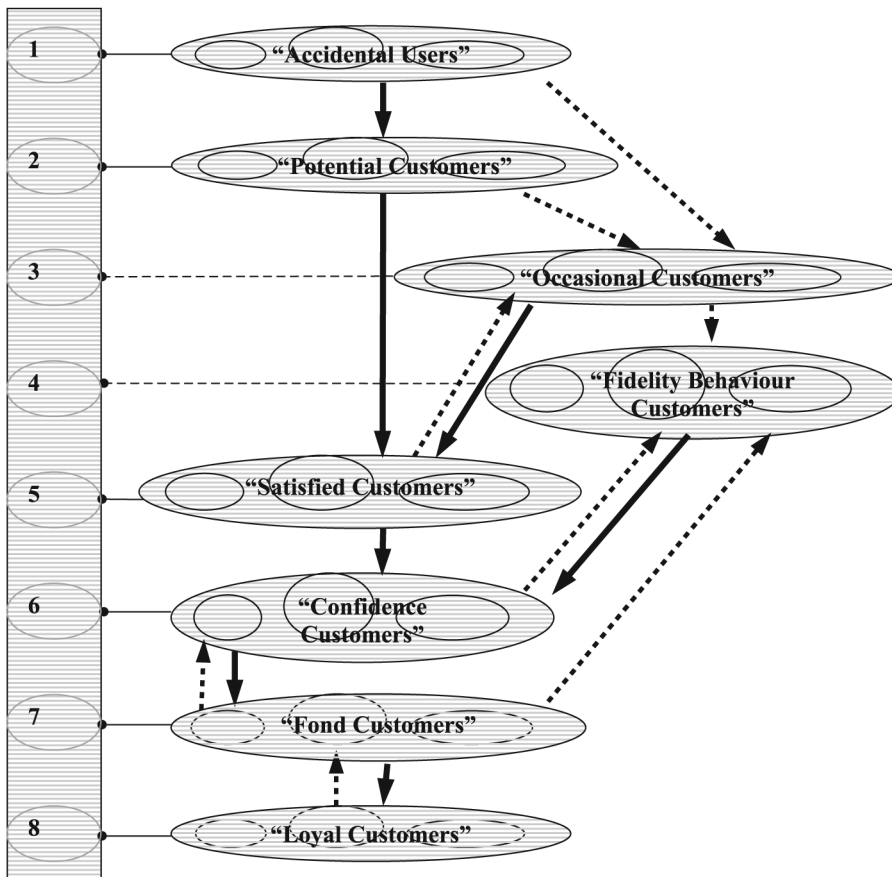 1
“Accidental Users”
2
“Potential Customers”
3
“Occasional Customers”
4
“Fidelity Behaviour
Customers”
5
“Satisfied Customers”
6
“Confidence
Customers”
7
“Fond Customers”
8
“Loyal Customers”